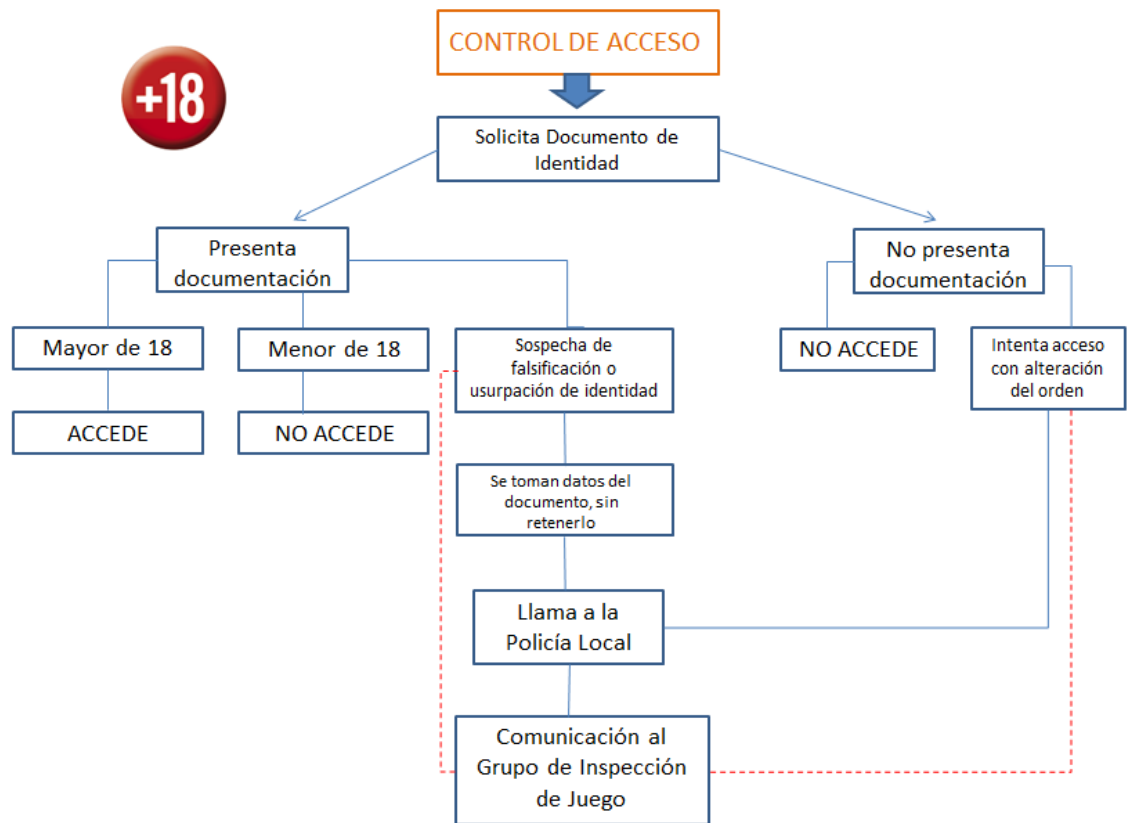 CONTROL DE ACCESO
+18
Solicita Documento de
Identidad
Presenta
documentación
No presenta
documentación
Mayor de 18
Menor de 18
Sospecha de
falsificación o
usurpación de identidad
NO ACCEDE
Intenta acceso
con alteración
del orden
ACCEDE
NO ACCEDE
Se toman datos del
documento, sin
retenerlo
Llama a la
Policía Local
Comunicación al
Grupo de Inspección
de Juego